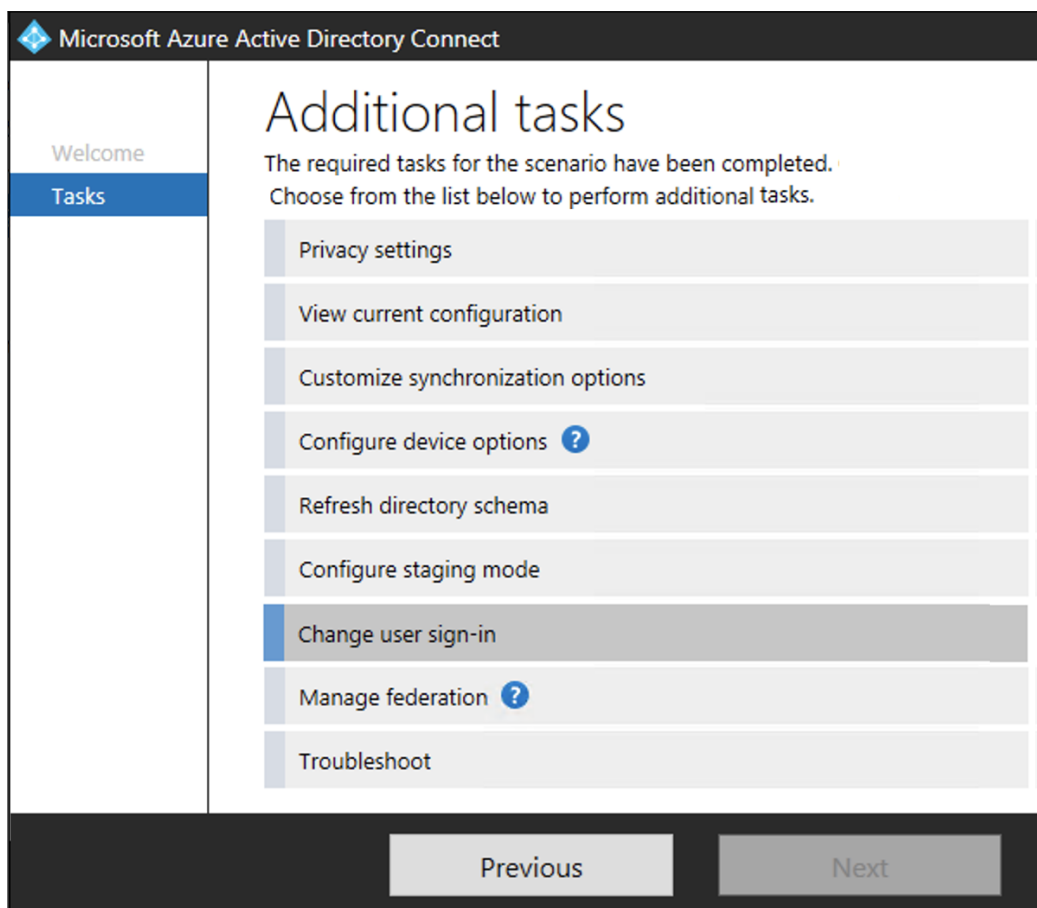 Microsoft Azure Active Directory Connect
Welcome
Tasks
Additional tasks
The required tasks for the scenario have been completed.
Choose from the list below to perform additional tasks.
Privacy settings
View current configuration
Customize synchronization options
Configure device options ?
Refresh directory schema
Configure staging mode
Change user sign-in
Manage federation ?
Troubleshoot
Previous
Next